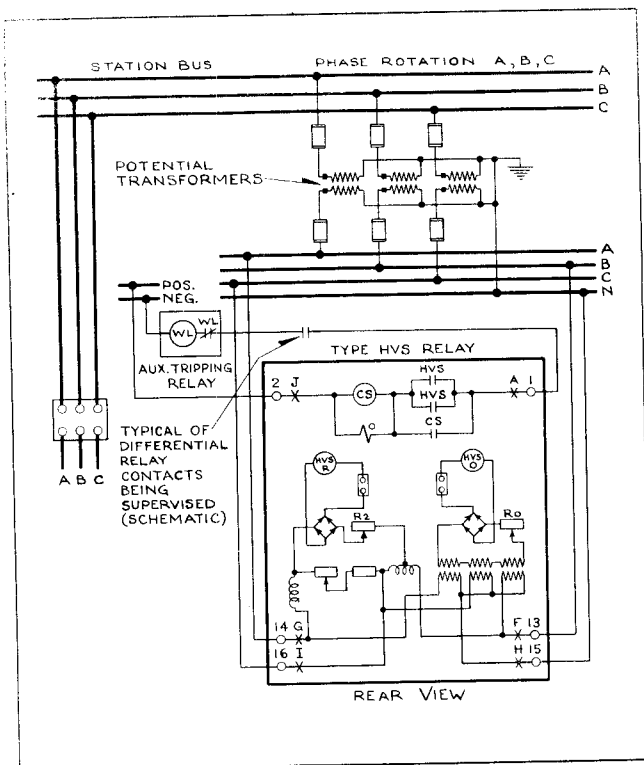 STATION BUS
PHASE ROTATION A, B, C
A
B
C
POTENTIAL
TRANSFORMERS
A
B
C
N
POS.
NEG.
WL
WL
AUX. TRIPPING
RELAY
TYPE HVS RELAY
2 J
CS
HVS
HVS
CS
A 1
O
TYPICAL OF
DIFFERENTIAL
RELAY
CONTACTS
BEING
SUPERVISED
(SCHEMATIC)
A B C
HVS
R
HVS
O
R2
RO
14 G
16 I
F 13
H 15
REAR VIEW